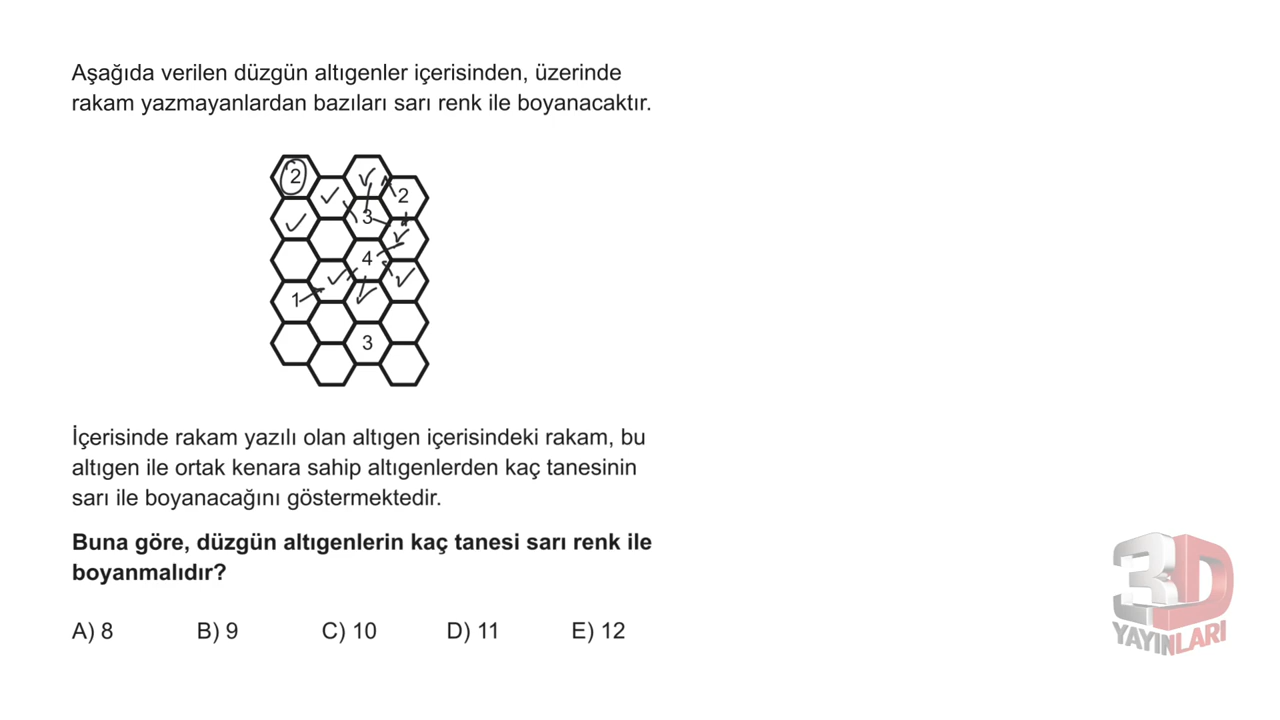 Aşağıda verilen düzgün altıgenler içerisinden, üzerinde
rakam yazmayanlardan bazıları sarı renk ile boyanacaktır.
2
2
3
4
1
3
İçerisinde rakam yazılı olan altıgen içerisindeki rakam, bu
altıgen ile ortak kenara sahip altıgenlerden kaç tanesinin
sarı ile boyanacağını göstermektedir.
Buna göre, düzgün altıgenlerin kaç tanesi sarı renk ile
boyanmalıdır?
A) 8 B) 9 C) 10 D) 11 E) 12
3D
YAYINLARI